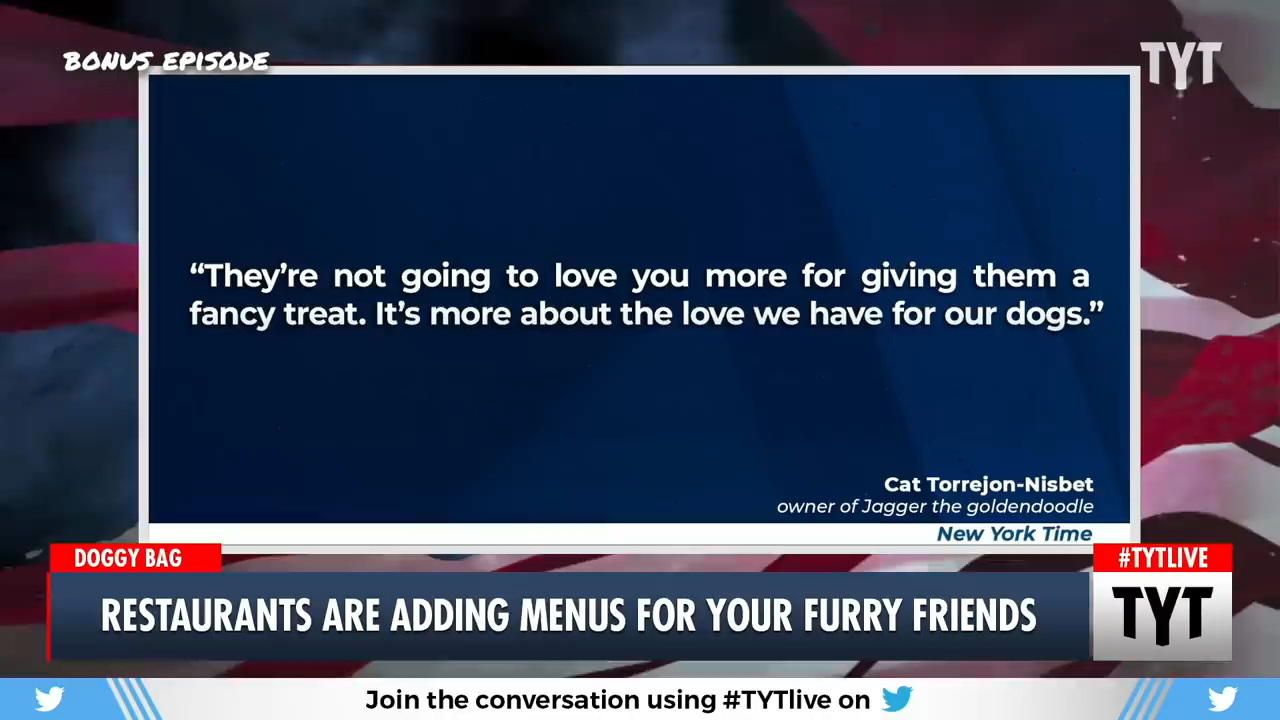 BONUS EPISODE
TYT
“They’re not going to love you more for giving them a
fancy treat. It’s more about the love we have for our dogs.”
Cat Torrejon-Nisbet
owner of Jagger the goldendoodle
New York Time
DOGGY BAG
#TYTLIVE
RESTAURANTS ARE ADDING MENUS FOR YOUR FURRY FRIENDS
TYT
Join the conversation using #TYTlive on